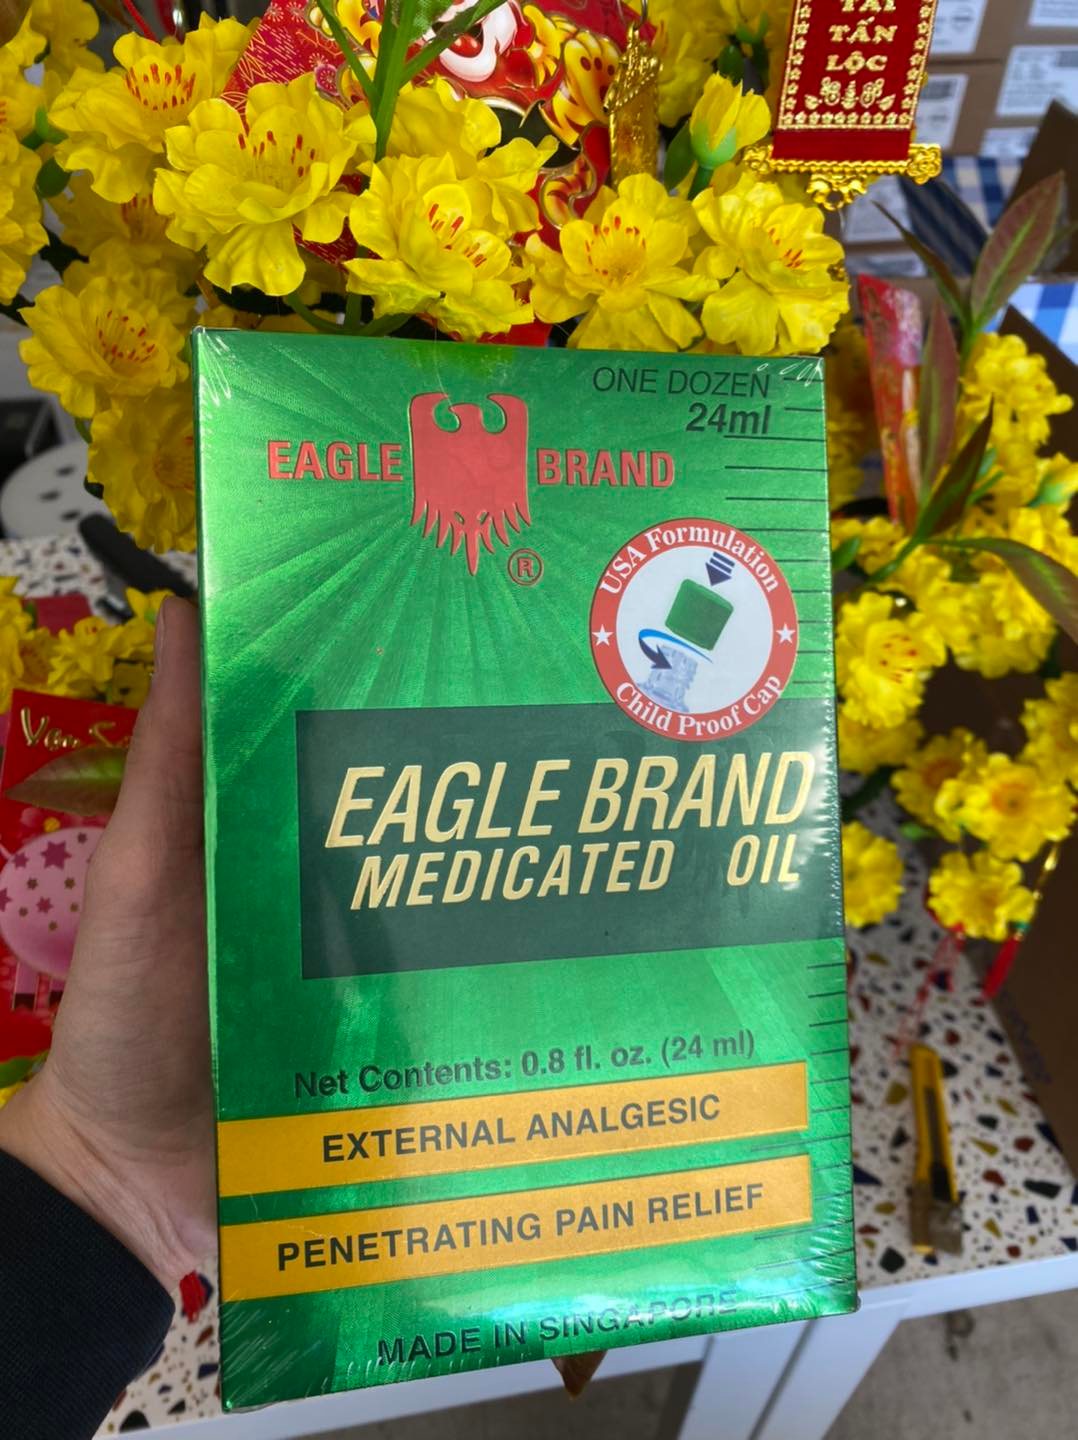 TÀI
TẤN
LỘC
ONE DOZEN
24ml
EAGLE BRAND
®
USA Formulation
Child Proof Cap
EAGLE BRAND
MEDICATED OIL
Net Contents: 0.8 fl. oz. (24 ml)
EXTERNAL ANALGESIC
PENETRATING PAIN RELIEF
MADE IN SINGAPORE
Vạn